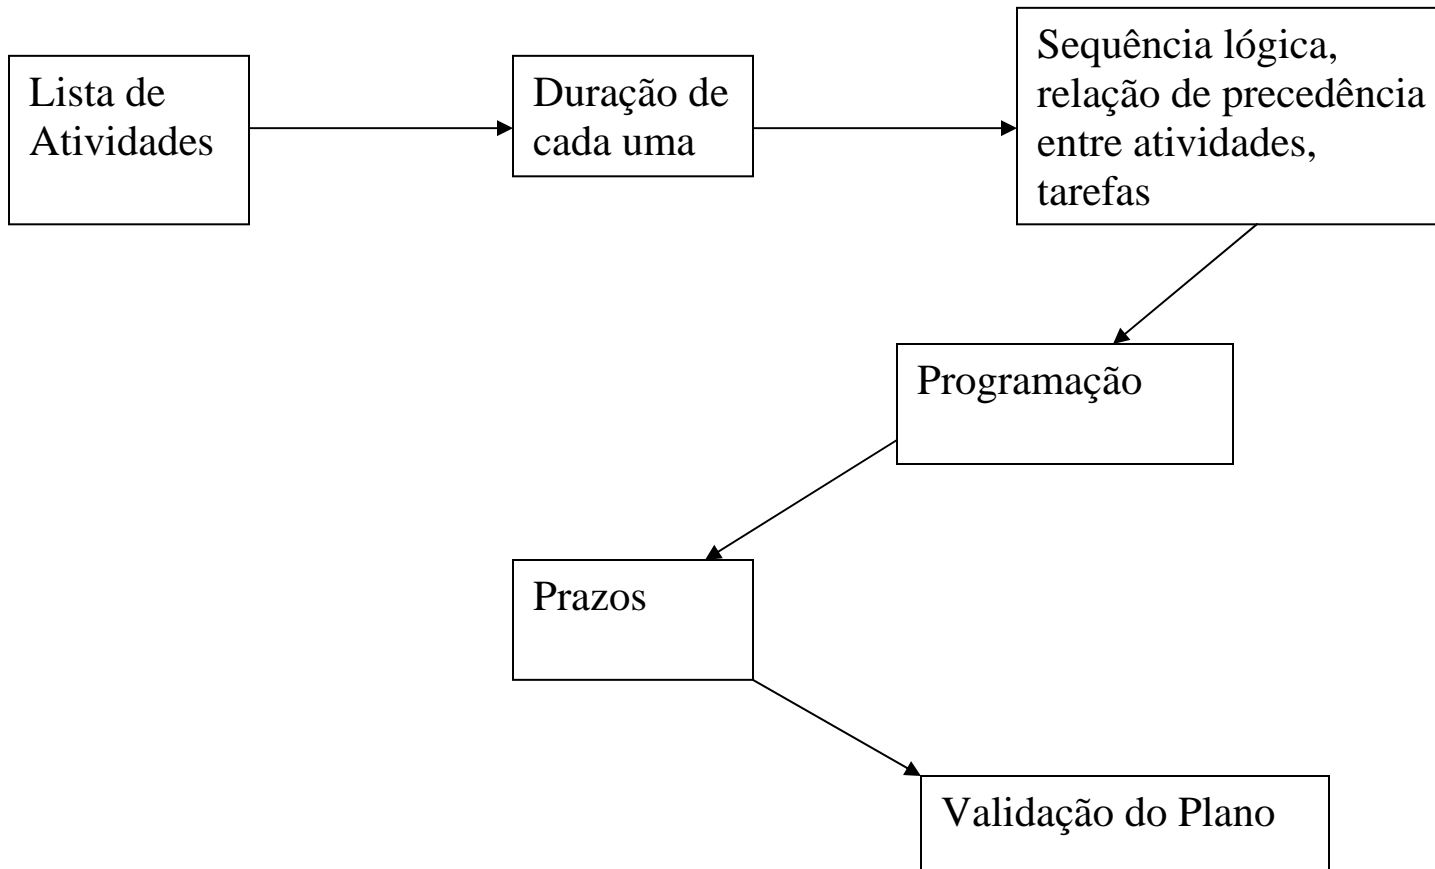 Lista de
Atividades
Duração de
cada uma
Sequência lógica,
relação de precedência
entre atividades,
tarefas
Programação
Prazos
Validação do Plano